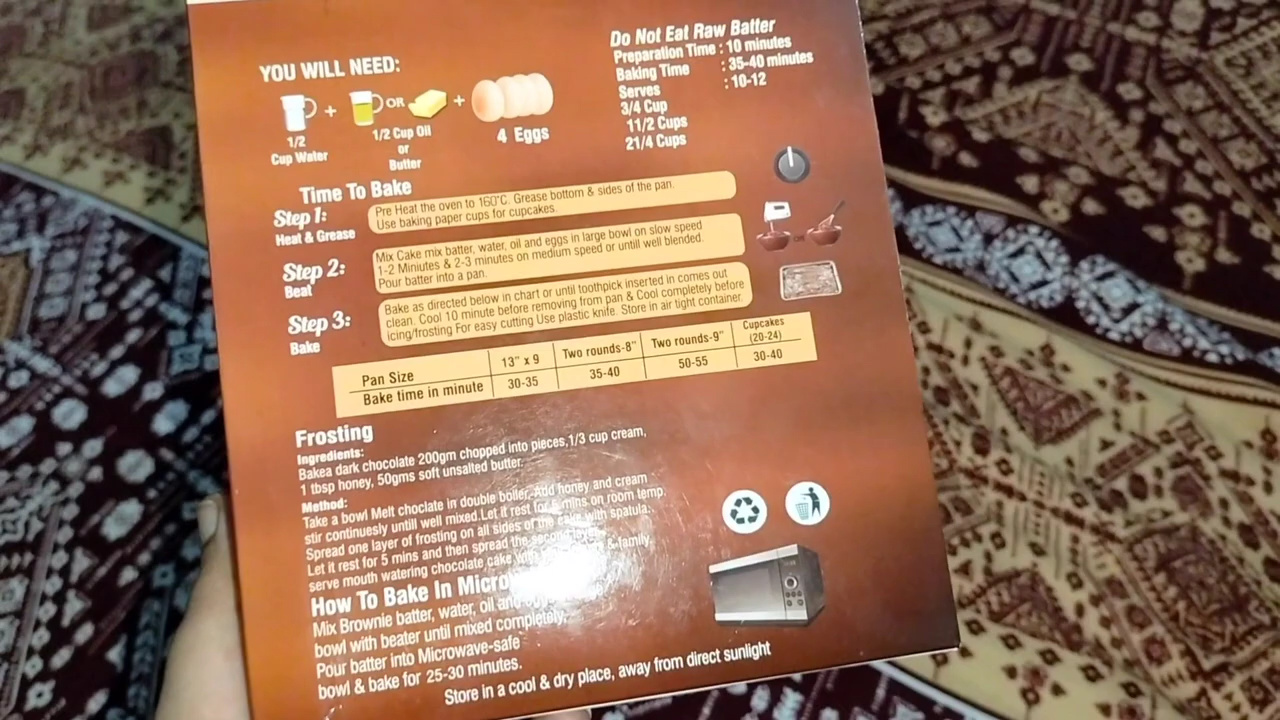 YOU WILL NEED:
+ OR +
1/2
Cup Water
1/2 Cup Oil
or
Butter
4 Eggs
Do Not Eat Raw Batter
Preparation Time : 10 minutes
Baking Time : 35-40 minutes
Serves : 10-12
3/4 Cup
11/2 Cups
21/4 Cups
Time To Bake
Step 1:
Heat & Grease
Pre Heat the oven to 160°C. Grease bottom & sides of the pan.
Use baking paper cups for cupcakes.
Step 2:
Beat
Mix Cake mix batter, water, oil and eggs in large bowl on slow speed
1-2 Miniutes & 2-3 minutes on medium speed or untill well blended.
Pour batter into a pan.
OR
Step 3:
Bake
Bake as directed below in chart or until toothpick inserted in comes out
clean. Cool 10 minute before removing from pan & Cool completely before
icing/frosting For easy cutting Use plastic knife. Store in air tight container.
Pan Size 13" x 9 Two rounds-8" Two rounds-9" Cupcakes (20-24)
Bake time in minute 30-35 35-40 50-55 30-40
Frosting
Ingredients:
Bakea dark chocolate 200gm chopped into pieces,1/3 cup cream,
1 tbsp honey, 50gms soft unsalted butter.
Method:
Take a bowl Melt choclate in double boiler. Add honey and cream
stir continuesly untill well mixed.Let it rest for mins on room temp.
Spread one layer of frosting on all sides of the cake with spatula.
Let it rest for 5 mins and then spread the second
serve mouth watering chocolate cake & family.
How To Bake In Micro
Mix Brownie batter, water, oil and
bowl with beater until mixed completely.
Pour batter into Microwave-safe
bowl & bake for 25-30 minutes.
Store in a cool & dry place, away from direct sunlight